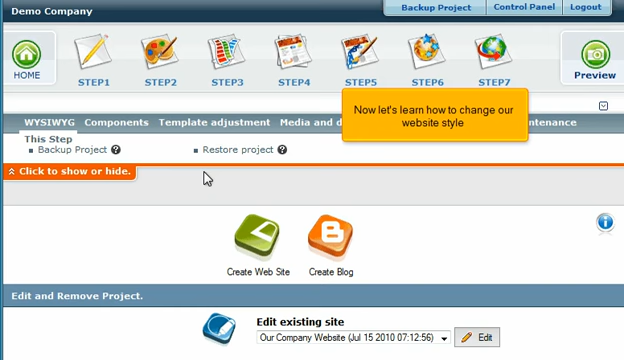 Demo Company
Backup Project
Control Panel
Logout
HOME
STEP1
STEP2
STEP3
STEP4
STEP5
STEP6
STEP7
Preview
Now let's learn how to change our
website style
WYSIWYG Components Template adjustment
This Step
Backup Project
Restore project
Click to show or hide.
Create Web Site
Create Blog
Edit and Remove Project.
Edit existing site
Our Company Website (Jul 15 2010 07:12:56)
Edit